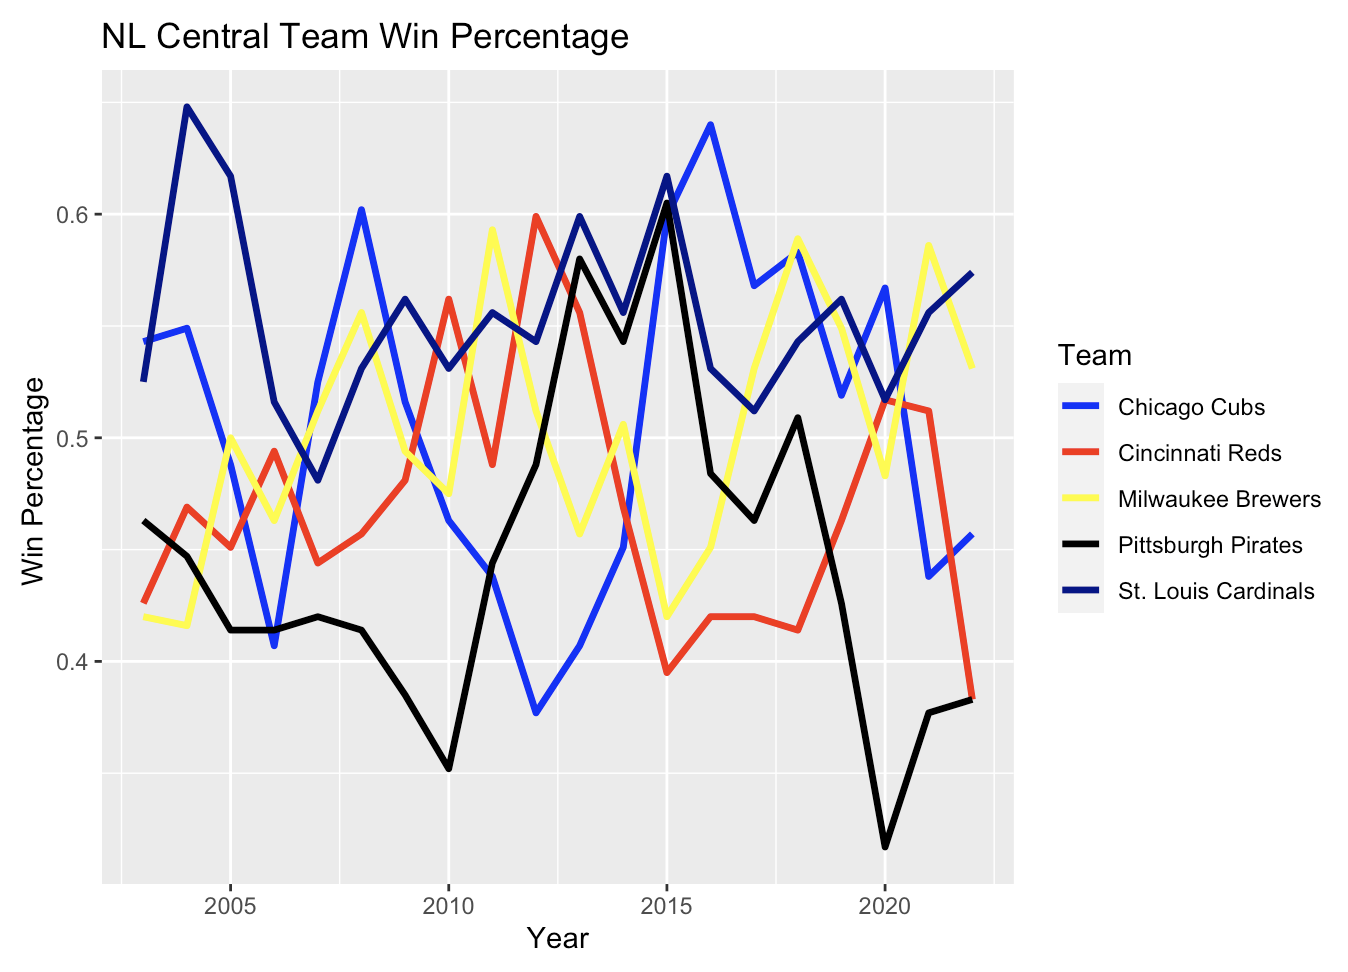 NL Central Team Win Percentage
Win Percentage
0.6
0.5
0.4
2005 2010 2015 2020
Year
Team
Chicago Cubs
Cincinnati Reds
Milwaukee Brewers
Pittsburgh Pirates
St. Louis Cardinals